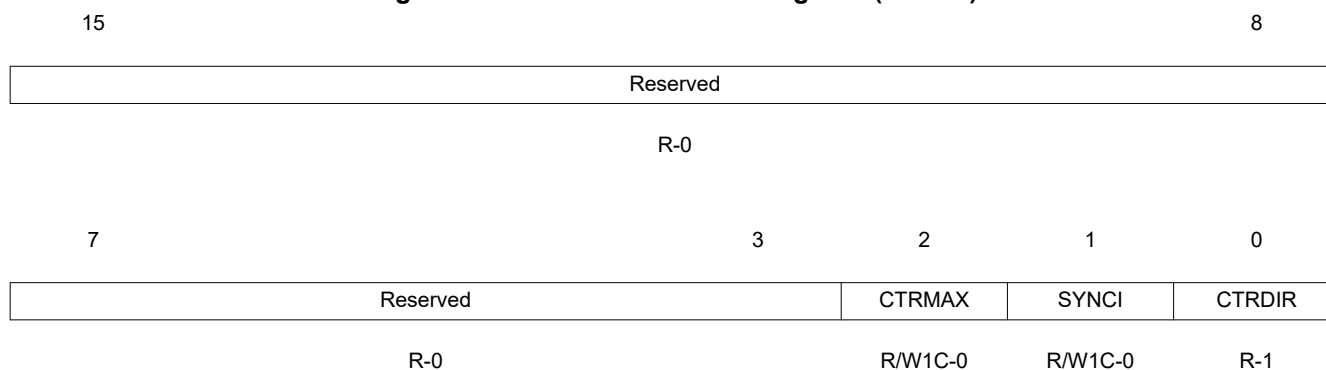 15 8
Reserved
R-0
7 3 2 1 0
Reserved CTRMAX SYNCI CTRDIR
R-0 R/W1C-0 R/W1C-0 R-1